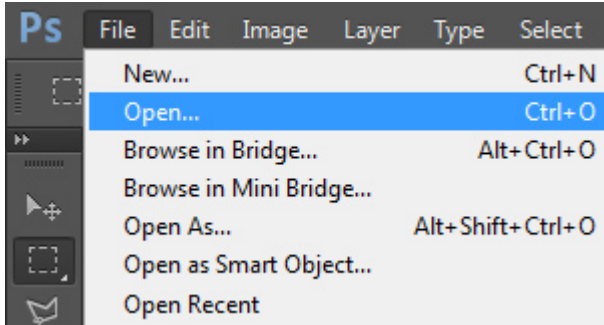 Ps File Edit Image Layer Type Select
New... Ctrl+N
Open... Ctrl+O
Browse in Bridge... Alt+Ctrl+O
Browse in Mini Bridge...
Open As... Alt+Shift+Ctrl+O
Open as Smart Object...
Open Recent